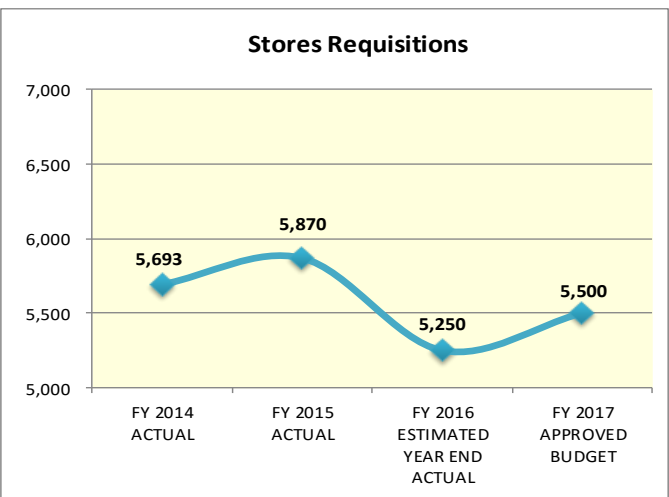 Stores Requisitions
7,000
6,500
6,000
5,500
5,000
5,693
5,870
5,250
5,500
FY 2014
ACTUAL
FY 2015
ACTUAL
FY 2016
ESTIMATED
YEAR END
ACTUAL
FY 2017
APPROVED
BUDGET